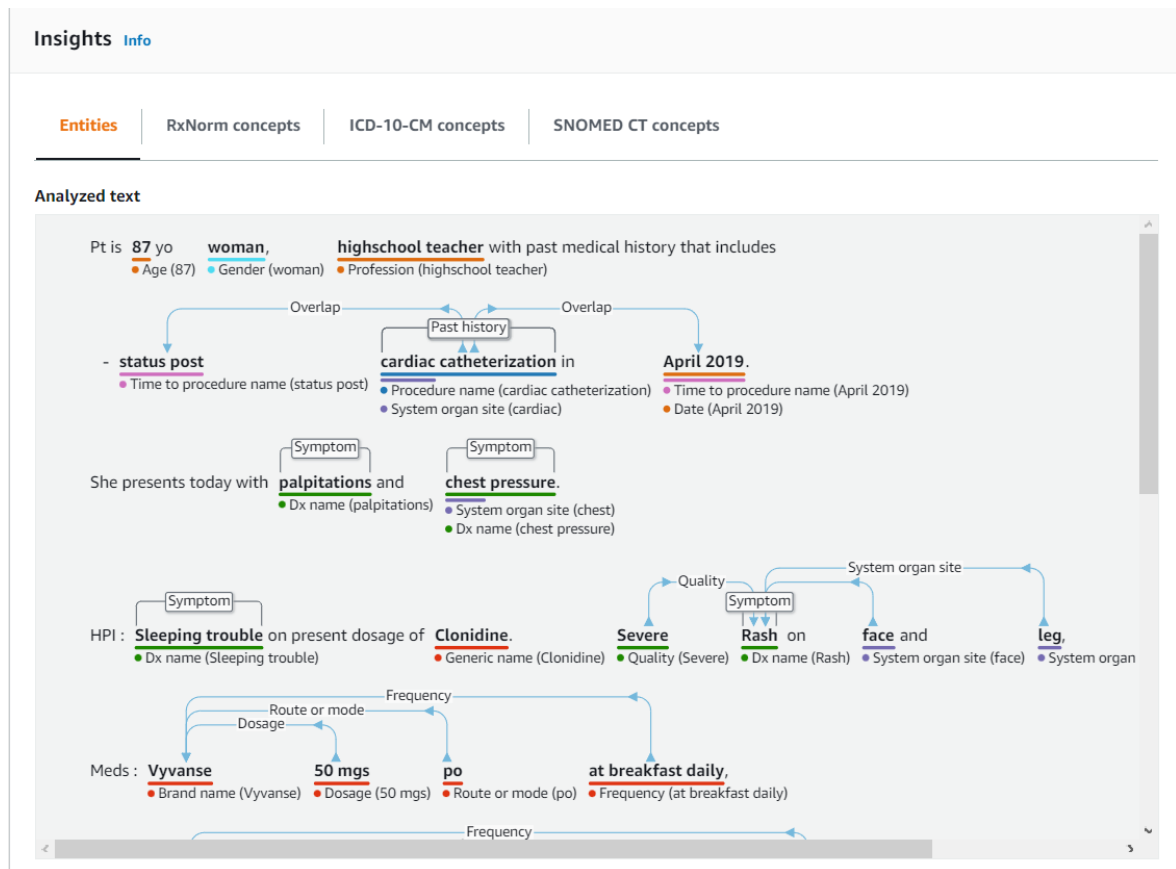 Insights Info
Entities RxNorm concepts ICD-10-CM concepts SNOMED CT concepts
Analyzed text
Pt is 87 yo woman, highschool teacher with past medical history that includes
• Age (87) • Gender (woman) • Profession (highschool teacher)
Overlap Overlap
Past history
- status post cardiac catheterization in April 2019.
• Time to procedure name (status post) • Procedure name (cardiac catheterization) • Time to procedure name (April 2019)
• System organ site (cardiac) • Date (April 2019)
Symptom Symptom
She presents today with palpitations and chest pressure.
• Dx name (palpitations) • System organ site (chest)
• Dx name (chest pressure)
System organ site
Quality
Symptom Symptom
HPI : Sleeping trouble on present dosage of Clonidine. Severe Rash on face and leg,
• Dx name (Sleeping trouble) • Generic name (Clonidine) • Quality (Severe) • Dx name (Rash) • System organ site (face) • System organ
Frequency
Route or mode
Dosage
Meds : Vyvanse 50 mgs po at breakfast daily,
• Brand name (Vyvanse) • Dosage (50 mgs) • Route or mode (po) • Frequency (at breakfast daily)
Frequency